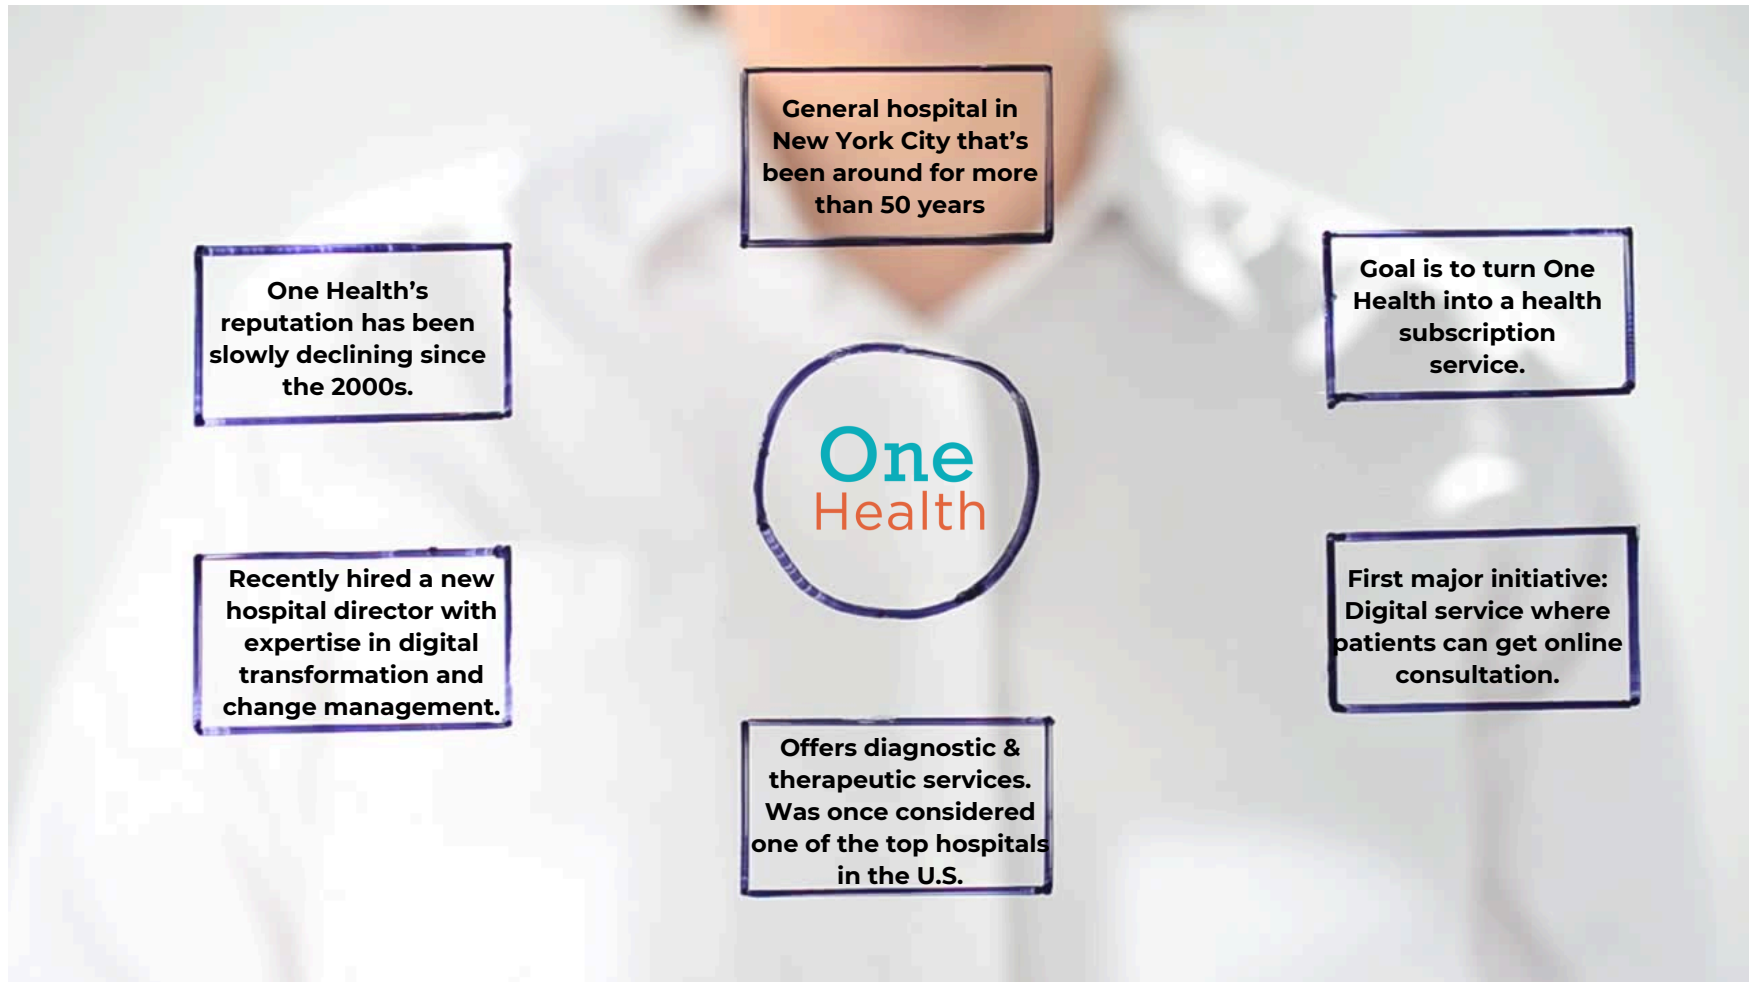 General hospital in
New York City that’s
been around for more
than 50 years
One Health’s
reputation has been
slowly declining since
the 2000s.
Goal is to turn One
Health into a health
subscription
service.
One
Health
Recently hired a new
hospital director with
expertise in digital
transformation and
change management.
First major initiative:
Digital service where
patients can get online
consultation.
Offers diagnostic &
therapeutic services.
Was once considered
one of the top hospitals
in the U.S.